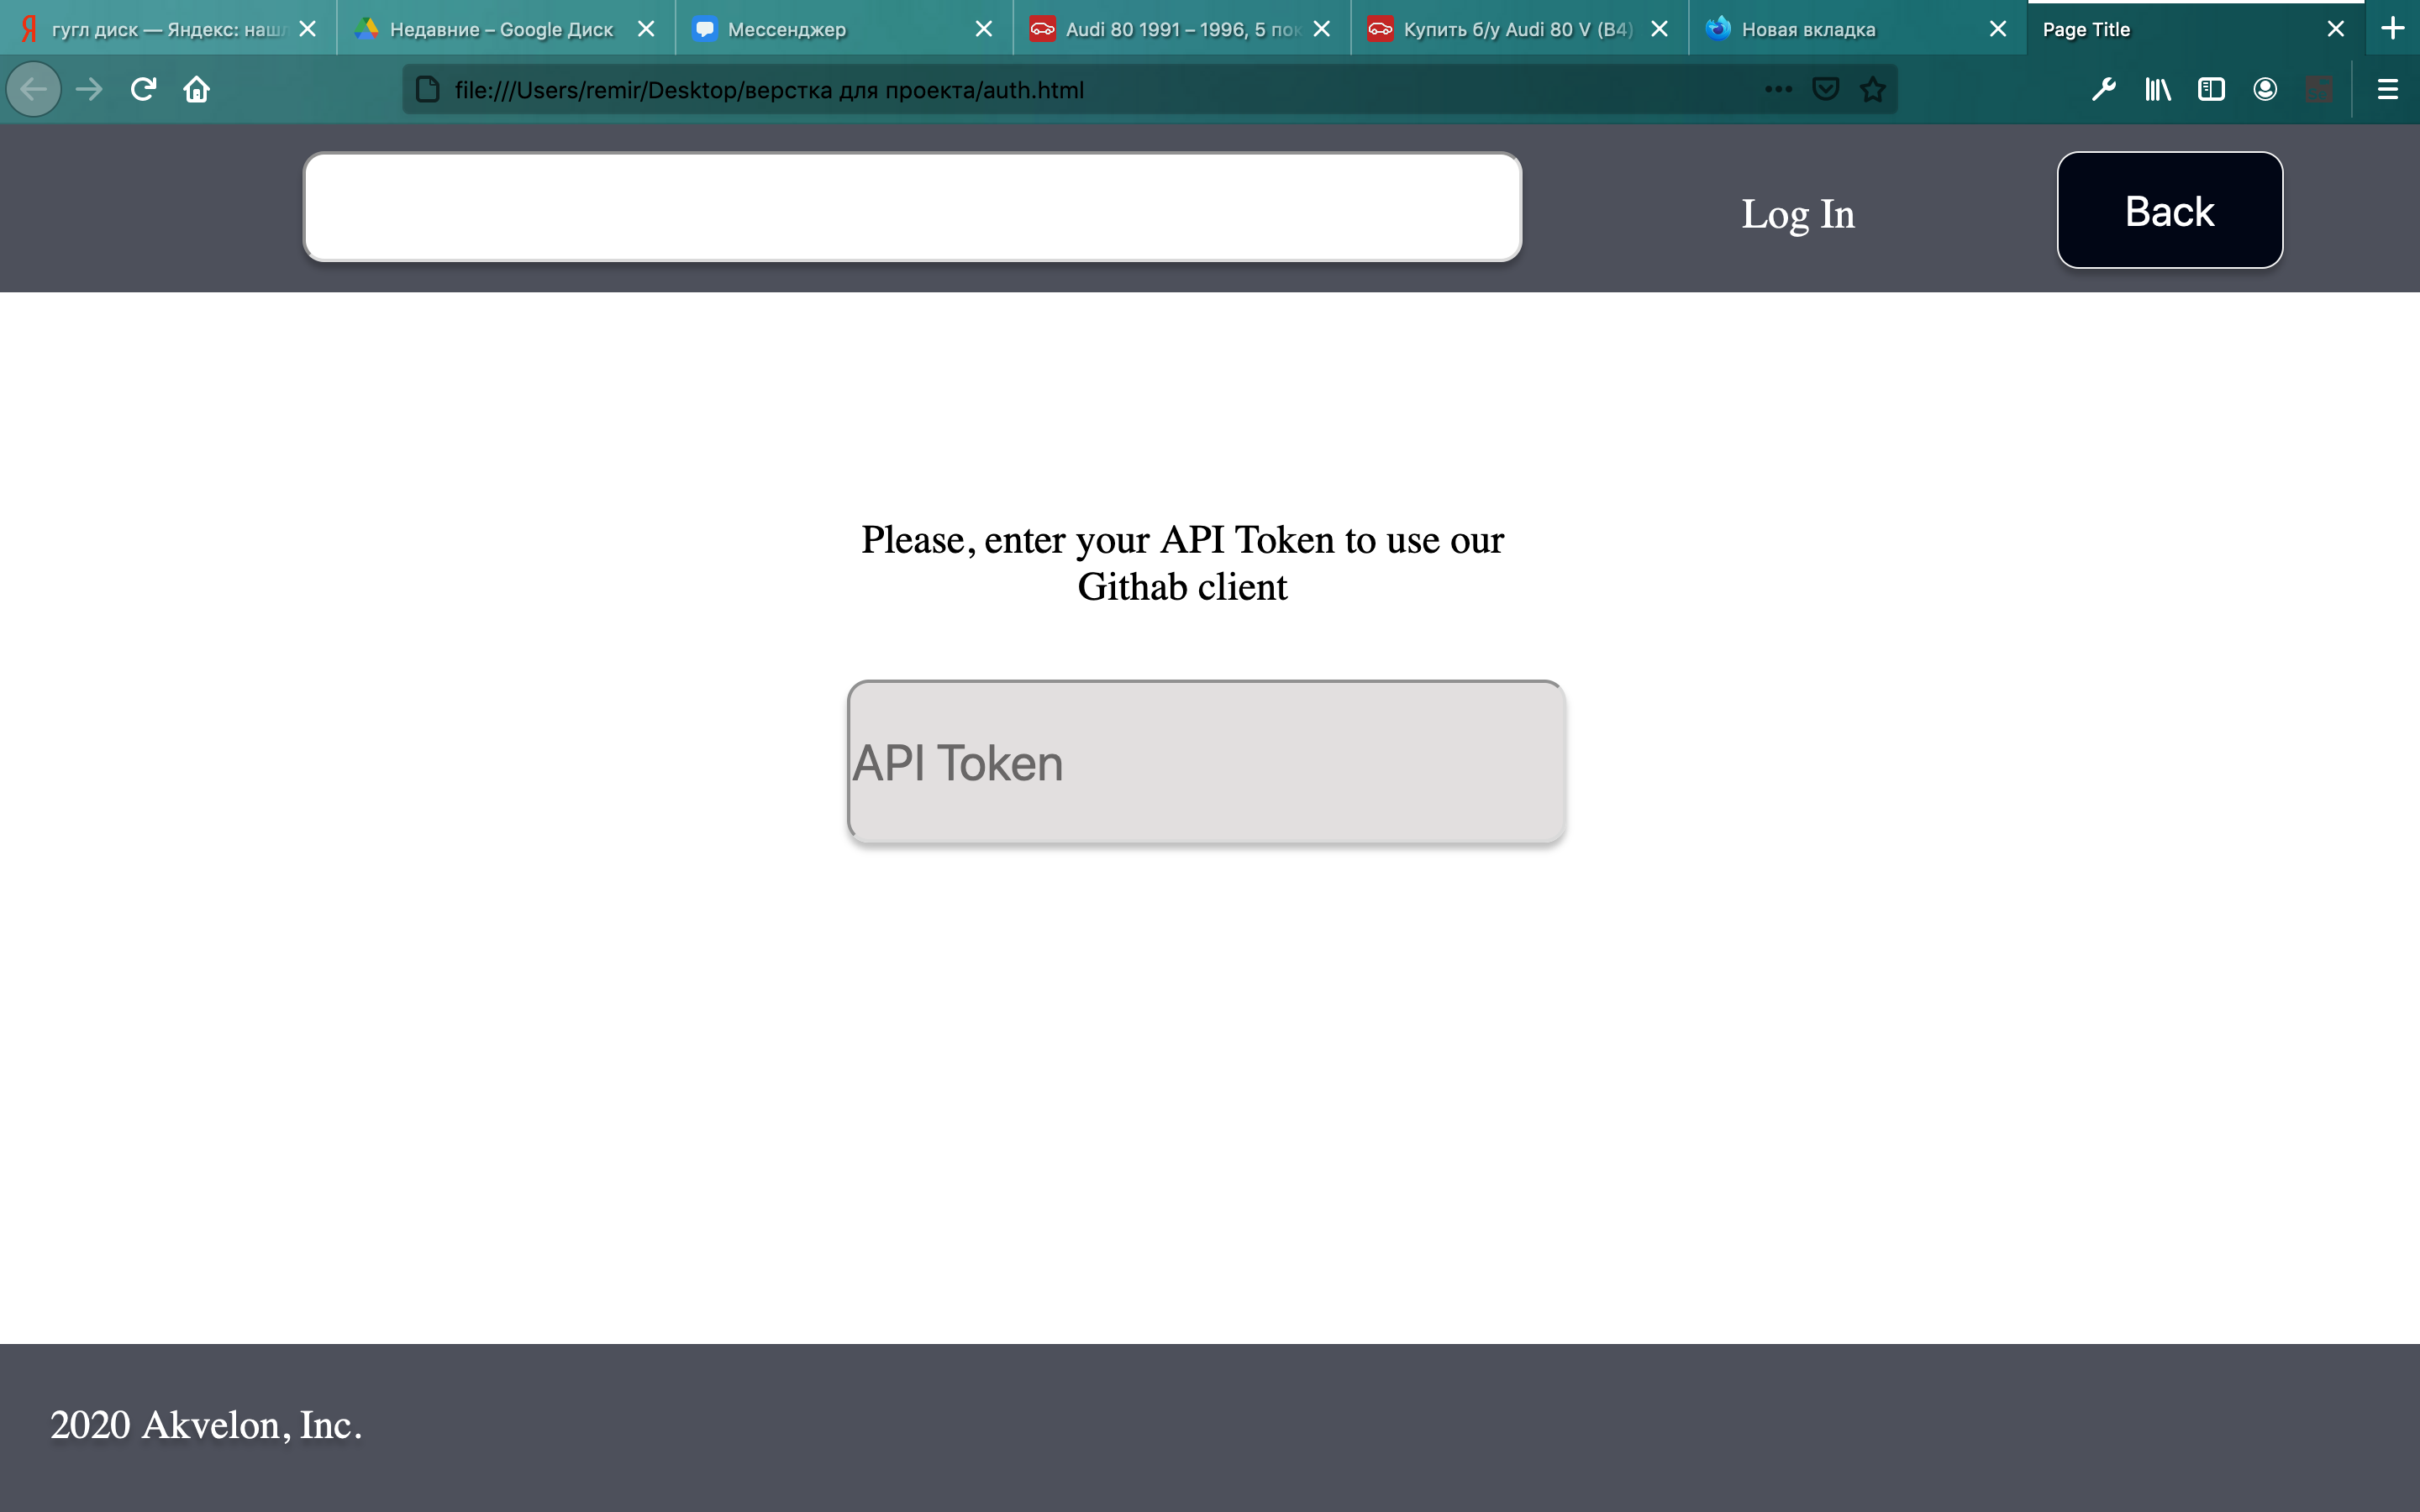 гугл диск — Яндекс: наш
Недавние – Google Диск
Мессенджер
Audi 80 1991 – 1996, 5 пок
Купить б/у Audi 80 V (B4)
Новая вкладка
Page Title
file:///Users/remir/Desktop/верстка для проекта/auth.html
Log In
Back
Please, enter your API Token to use our
Githab client
API Token
2020 Akvelon, Inc.